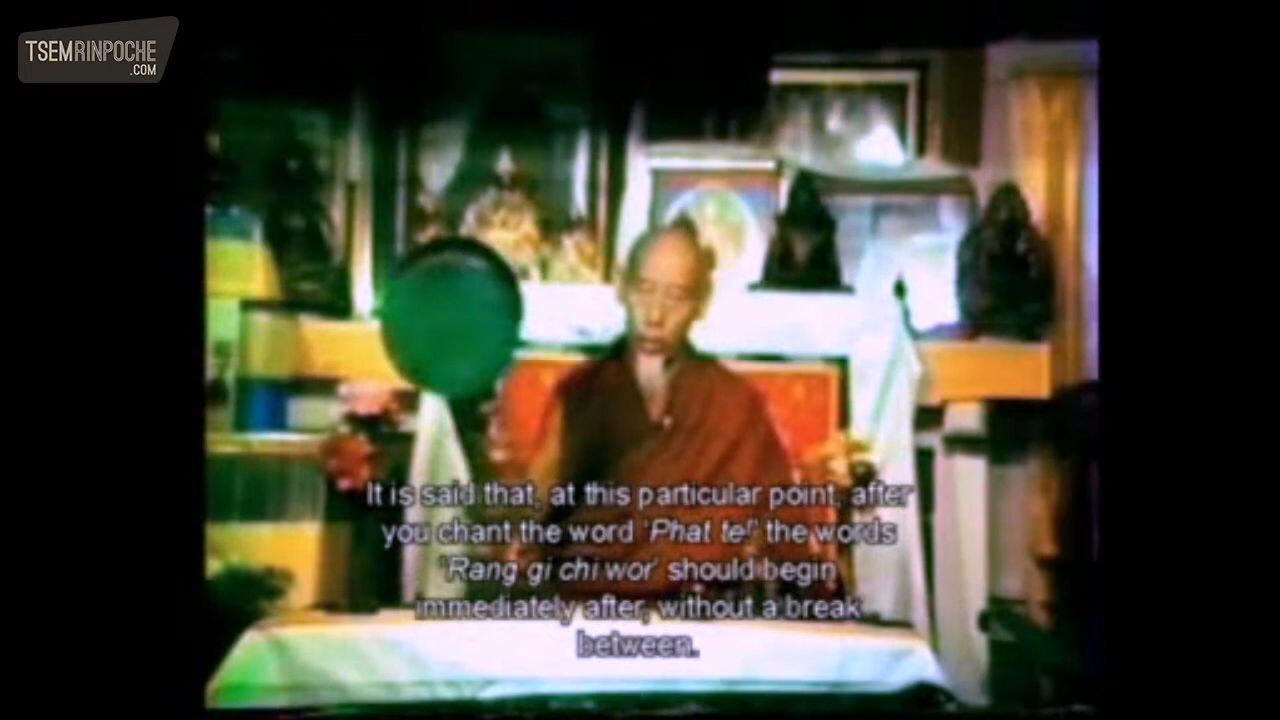 TSEMRINPOCHE
.COM
It is said that, at this particular point, after
you chant the word 'Phat te!' the words
'Rang gi chi wor' should begin
immediately after, without a break
between.